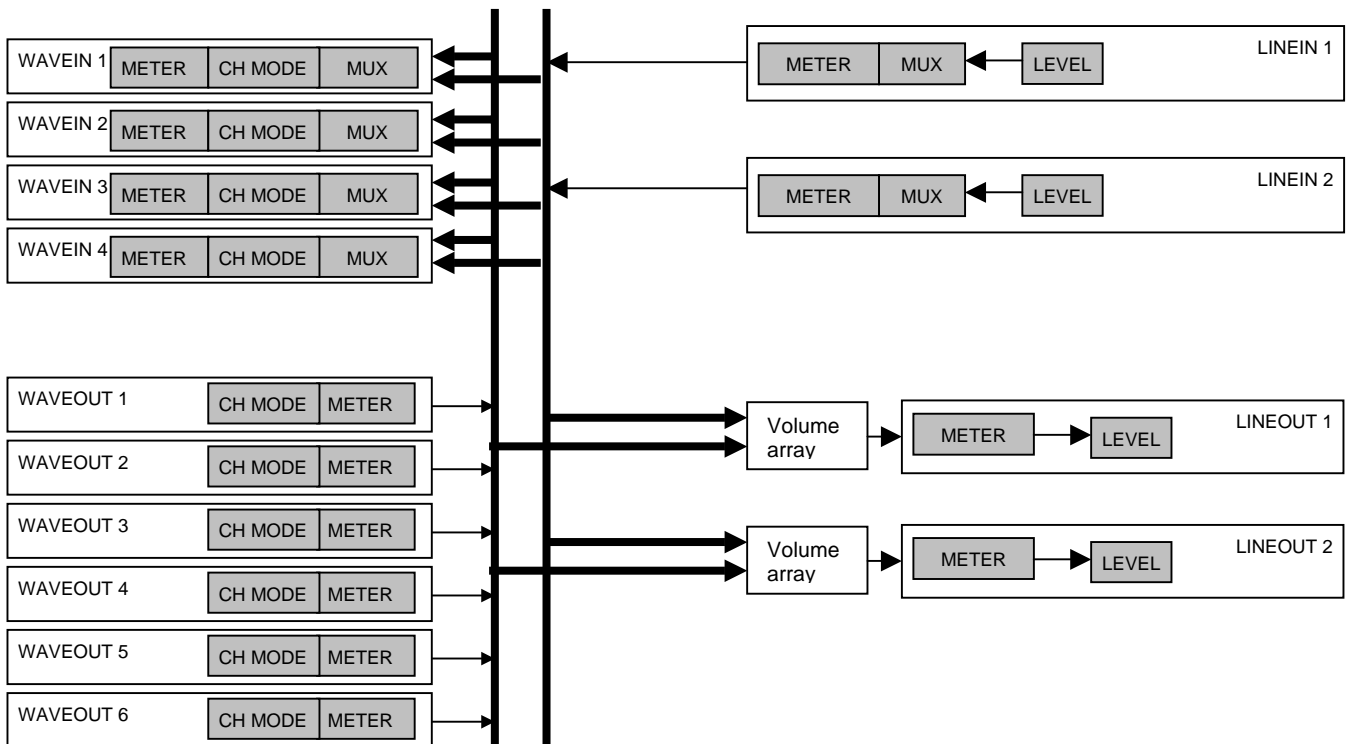 WAVEIN 1 METER CH MODE MUX
WAVEIN 2 METER CH MODE MUX
WAVEIN 3 METER CH MODE MUX
WAVEIN 4 METER CH MODE MUX
METER MUX LEVEL LINEIN 1
METER MUX LEVEL LINEIN 2
WAVEOUT 1 CH MODE METER
WAVEOUT 2 CH MODE METER
WAVEOUT 3 CH MODE METER
WAVEOUT 4 CH MODE METER
WAVEOUT 5 CH MODE METER
WAVEOUT 6 CH MODE METER
Volume
array
METER LEVEL LINEOUT 1
Volume
array
METER LEVEL LINEOUT 2